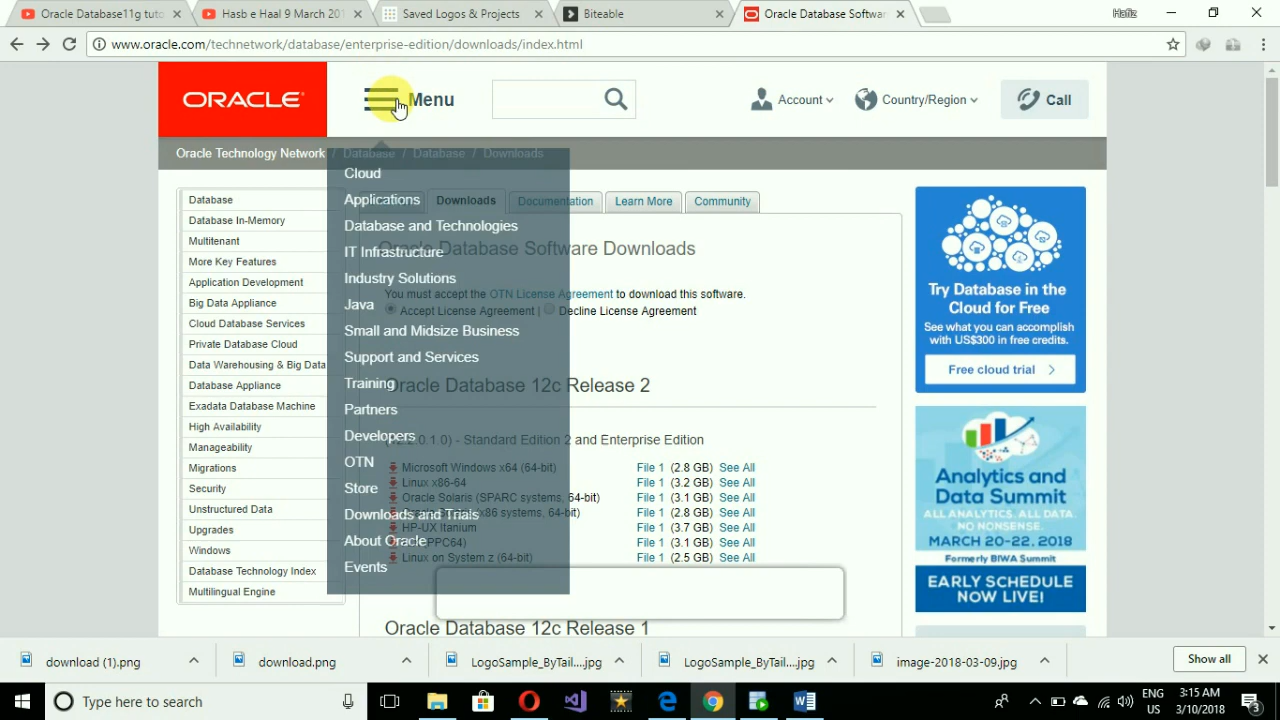 Oracle Database11g tuto
Hasb e Haal 9 March 201
Saved Logos & Projects
Biteable
Oracle Database Softwar
Hafiz
www.oracle.com/technetwork/database/enterprise-edition/downloads/index.html
ORACLE
Menu
Account
Country/Region
Call
Oracle Technology Network / Database / Database / Downloads
Database
Database In-Memory
Multitenant
More Key Features
Application Development
Big Data Appliance
Cloud Database Services
Private Database Cloud
Data Warehousing & Big Data
Database Appliance
Exadata Database Machine
High Availability
Manageability
Migrations
Security
Unstructured Data
Upgrades
Windows
Database Technology Index
Multilingual Engine
Cloud
Applications
Database and Technologies
IT Infrastructure
Industry Solutions
Java
Small and Midsize Business
Support and Services
Training
Partners
Developers
OTN
Store
Downloads and Trials
About Oracle
Events
Downloads
Documentation
Learn More
Community
Oracle Database Software Downloads
You must accept the OTN License Agreement to download this software.
Accept License Agreement | Decline License Agreement
Oracle Database 12c Release 2
(12.2.0.1.0) - Standard Edition 2 and Enterprise Edition
Microsoft Windows x64 (64-bit) File 1 (2.8 GB) See All
Linux x86-64 File 1 (3.2 GB) See All
Oracle Solaris (SPARC systems, 64-bit) File 1 (3.1 GB) See All
Oracle Solaris (x86 systems, 64-bit) File 1 (2.8 GB) See All
HP-UX Itanium File 1 (3.7 GB) See All
(PPC64) File 1 (3.1 GB) See All
Linux on System z (64-bit) File 1 (2.5 GB) See All
Oracle Database 12c Release 1
Try Database in the
Cloud for Free
See what you can accomplish
with US$300 in free credits.
Free cloud trial
Analytics and
Data Summit
ALL ANALYTICS. ALL DATA.
NO NONSENSE.
MARCH 20-22, 2018
Formerly BIWA Summit
EARLY SCHEDULE
NOW LIVE!
download (1).png
download.png
LogoSample_ByTail....jpg
LogoSample_ByTail....jpg
image-2018-03-09.jpg
Show all
Type here to search
ENG
US
3:15 AM
3/10/2018
3